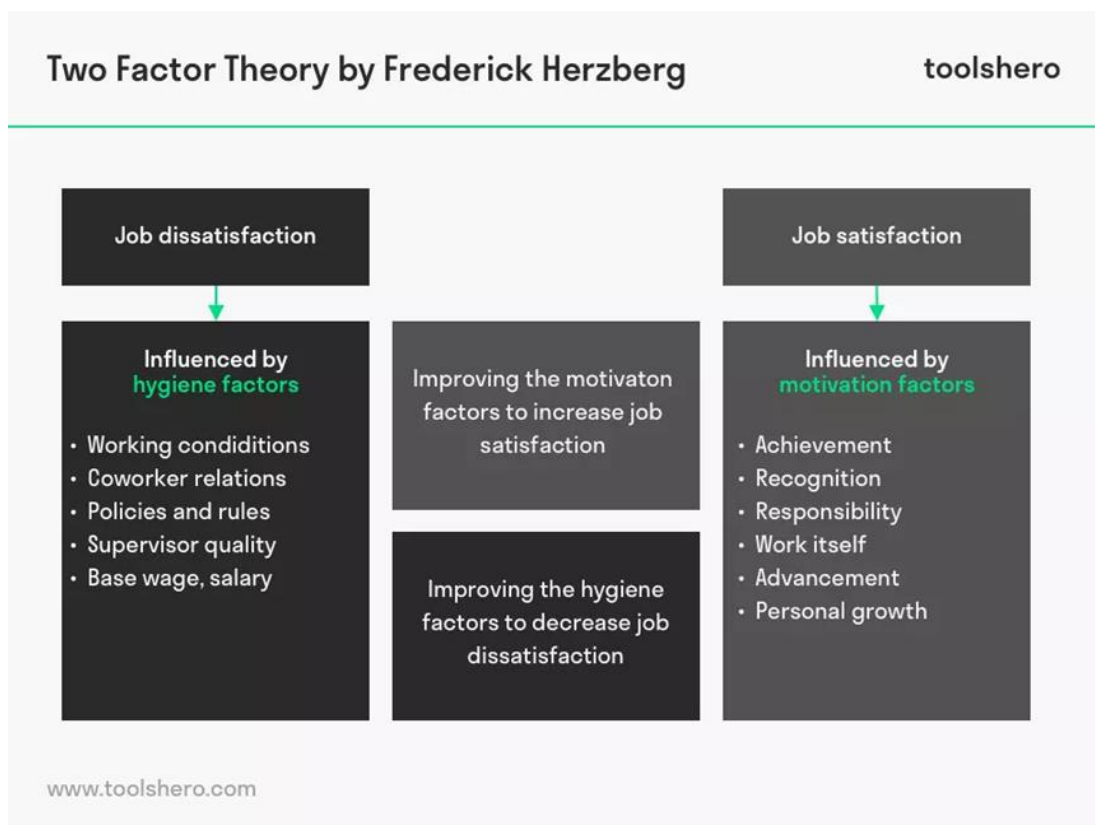 Two Factor Theory by Frederick Herzberg
toolshero
Job dissatisfaction
Influenced by
hygiene factors
• Working condiditions
• Coworker relations
• Policies and rules
• Supervisor quality
• Base wage, salary
Improving the motivaton
factors to increase job
satisfaction
Improving the hygiene
factors to decrease job
dissatisfaction
Job satisfaction
Influenced by
motivation factors
• Achievement
• Recognition
• Responsibility
• Work itself
• Advancement
• Personal growth
www.toolshero.com